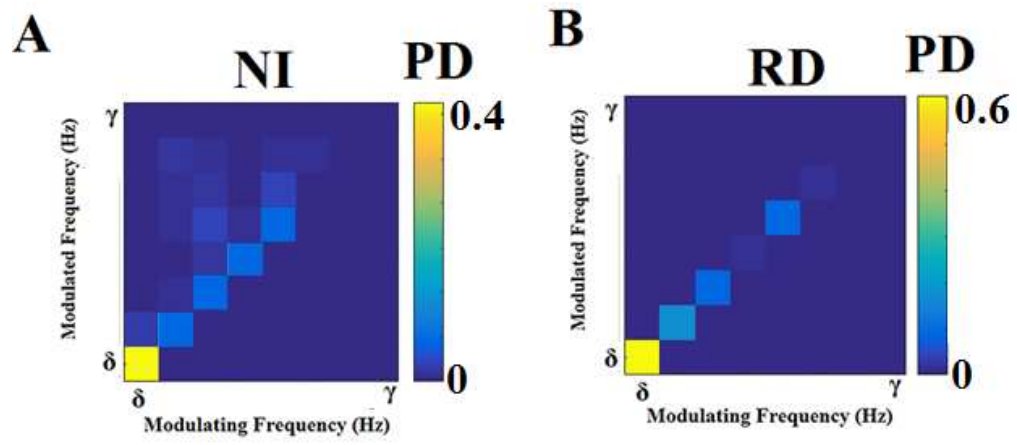 A
NI
PD
γ
0.4
Modulated Frequency (Hz)
δ
0
δ
γ
Modulating Frequency (Hz)
B
RD
PD
γ
0.6
Modulated Frequency (Hz)
δ
0
δ
γ
Modulating Frequency (Hz)